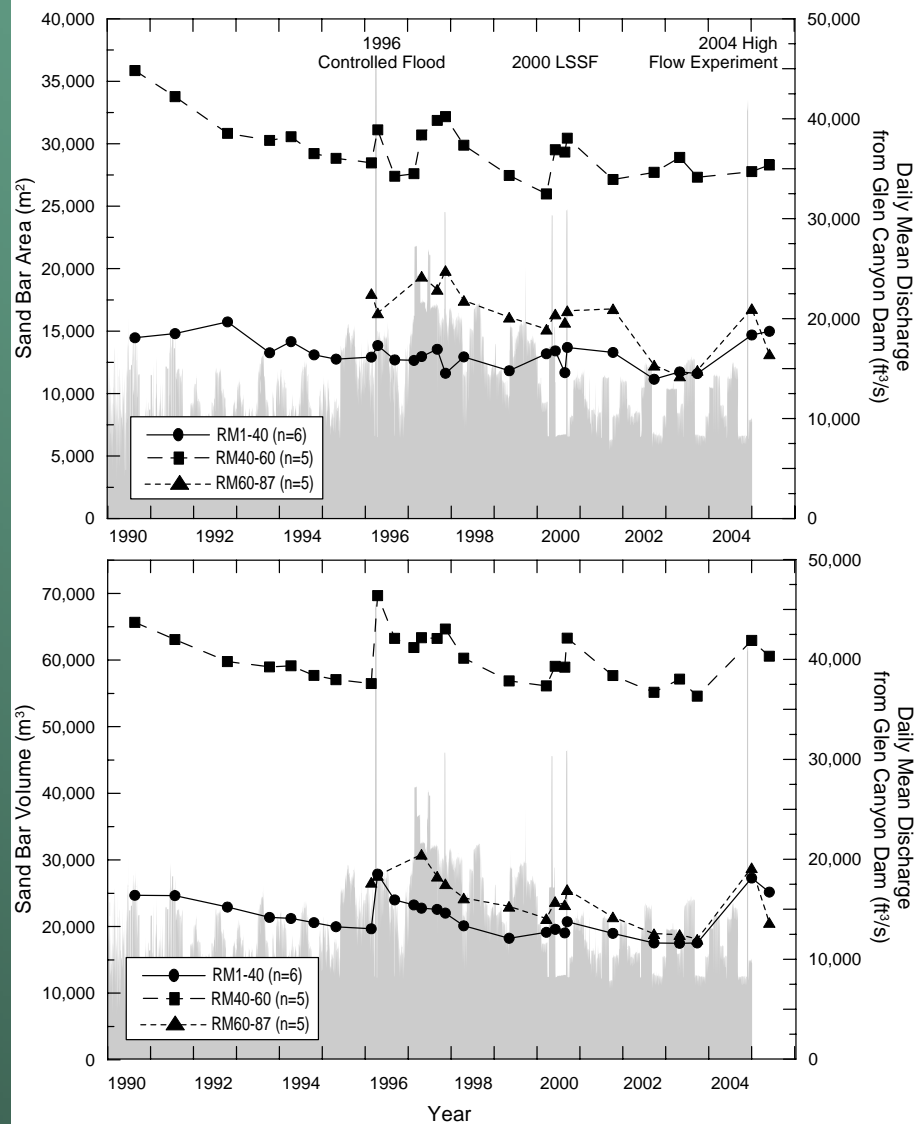 1996
Controlled Flood
2000 LSSF
2004 High
Flow Experiment
40,000
35,000
30,000
25,000
20,000
15,000
10,000
5,000
0
Sand Bar Area (m²)
50,000
40,000
30,000
20,000
10,000
0
Daily Mean Discharge
from Glen Canyon Dam (ft³/s)
RM1-40 (n=6)
RM40-60 (n=5)
RM60-87 (n=5)
1990 1992 1994 1996 1998 2000 2002 2004
70,000
60,000
50,000
40,000
30,000
20,000
10,000
0
Sand Bar Volume (m³)
50,000
40,000
30,000
20,000
10,000
0
Daily Mean Discharge
from Glen Canyon Dam (ft³/s)
RM1-40 (n=6)
RM40-60 (n=5)
RM60-87 (n=5)
1990 1992 1994 1996 1998 2000 2002 2004
Year